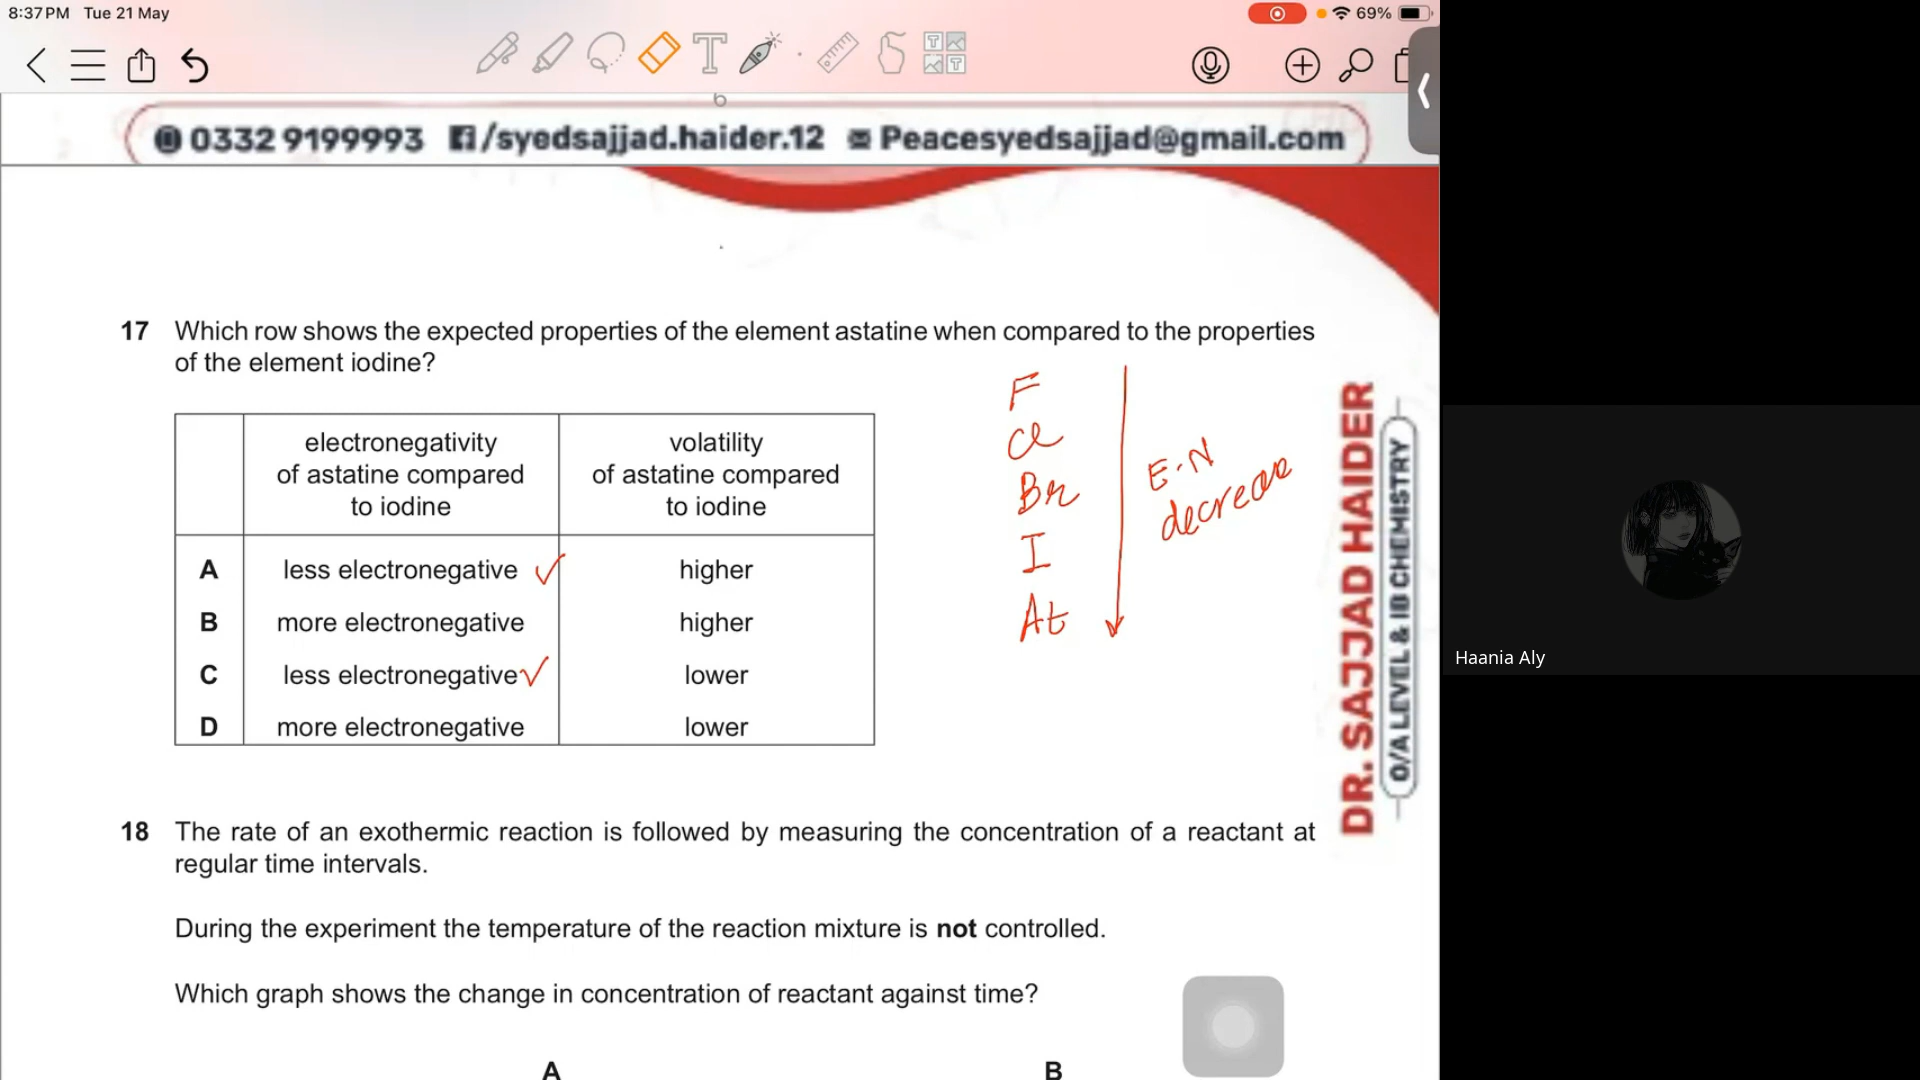 8:37 PM Tue 21 May
69%
T
6
0332 9199993 /syedsajjad.haider.12 Peacesyedsajjad@gmail.com
17 Which row shows the expected properties of the element astatine when compared to the properties
of the element iodine?
electronegativity
of astatine compared
to iodine
volatility
of astatine compared
to iodine
A less electronegative ✓ higher
B more electronegative higher
C less electronegative ✓ lower
D more electronegative lower
F
Cl
Br
I
At
E.N
decrease
DR. SAJJAD HAIDER
O/A LEVEL & IB CHEMISTRY
Haania Aly
18 The rate of an exothermic reaction is followed by measuring the concentration of a reactant at
regular time intervals.
During the experiment the temperature of the reaction mixture is not controlled.
Which graph shows the change in concentration of reactant against time?
A B